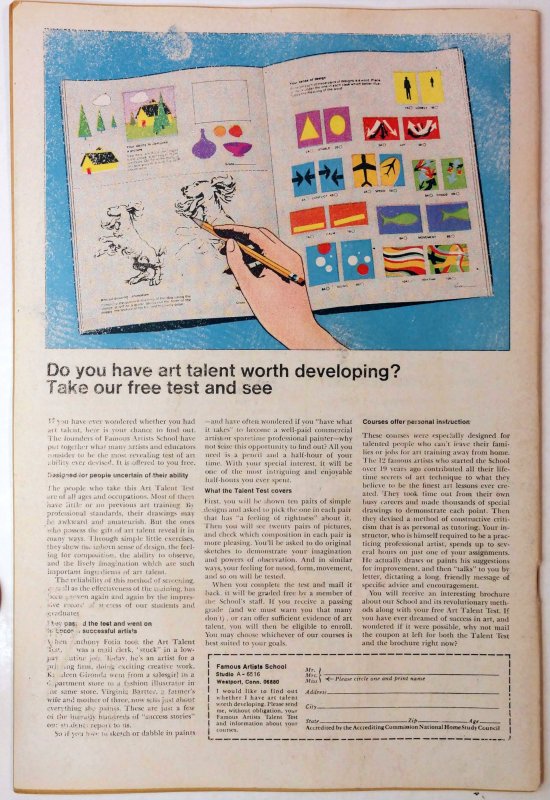 Do you have art talent worth developing?
Take our free test and see
If you have ever wondered whether you had
art talent, here is your chance to find out.
The founders of Famous Artists School have
put together what many artists and educators
consider to be the most revealing test of art
ability ever devised. It is offered to you free.
Designed for people uncertain of their ability
The people who take this Art Talent Test
are of all ages and occupations. Most of them
have little or no previous art training. By
professional standards, their drawings may
be awkward and amateurish. But the ones
who possess the gift of art talent reveal it in
many ways. Through simple little exercises,
they show the inborn sense of design, the feel-
ing for composition, the ability to observe,
and the lively imagination which are such
important ingredients of art talent.
The reliability of this method of screening,
as well as the effectiveness of the training, has
been proven again and again by the impres-
sive record of success of our students and
graduates.
They passed the test and went on
to become successful artists
When Anthony Fotia took the Art Talent
Test, was a mail clerk, "stuck" in a low-
paying office job. Today, he's an artist for a
printing firm, doing exciting creative work.
Kathleen Gironda went from a salesgirl in a
department store to a fashion illustrator in
the same store. Virginia Bartter, a farmer's
wife and mother of three, now sells just about
everything she paints. These are just a few
of the literally hundreds of "success stories"
our students report to us.
So if you love to sketch or dabble in paints
—and have often wondered if you "have what
it takes" to become a well-paid commercial
artist or sparetime professional painter—why
not seize this opportunity to find out? All you
need is a pencil and a half-hour of your
time. With your special interest, it will be
one of the most intriguing and enjoyable
half-hours you ever spent.
What the Talent Test covers
First, you'll be shown ten pairs of simple
designs and asked to pick the one in each pair
that has "a feeling of rightness" about it.
Then you will see twenty pairs of pictures,
and check which composition in each pair is
more pleasing. You'll be asked to do original
sketches to demonstrate your imagination
and powers of observation. And in similar
ways, your feeling for mood, form, movement,
and so on will be tested.
When you complete the test and mail it
back, it will be graded free by a member of
the School's staff. If you receive a passing
grade (and we must warn you that many
don't), or can offer sufficient evidence of art
talent, you will then be eligible to enroll.
You may choose whichever of our courses is
best suited to your goals.
Courses offer personal instruction
These courses were especially designed for
talented people who can't leave their fami-
lies or jobs for art training away from home.
The 12 famous artists who started the School
over 19 years ago contributed all their life-
time secrets of art technique to what they
believe to be the finest art lessons ever cre-
ated. They took time out from their own
busy careers and made thousands of special
drawings to demonstrate each point. Then
they devised a method of constructive criti-
cism that is as personal as tutoring. Your in-
structor, who is himself required to be a prac-
ticing professional artist, spends up to sev-
eral hours on just one of your assignments.
He actually draws or paints his suggestions
for improvement, and then "talks" to you by
letter, dictating a long, friendly message of
specific advice and encouragement.
You will receive an interesting brochure
about our School and its revolutionary meth-
ods along with your free Art Talent Test. If
you have ever dreamed of success in art, and
wondered if it were possible, why not mail
the coupon at left for both the Talent Test
and the brochure right now?
Famous Artists School
Studio A-6516
Westport, Conn. 06880
I would like to find out
whether I have art talent
worth developing. Please send
me, without obligation, your
Famous Artists Talent Test
and information about your
courses.
Mr.
Mrs.
Miss Please circle one and print name
Address
City
State Zip Age
Accredited by the Accrediting Commission National Home Study Council